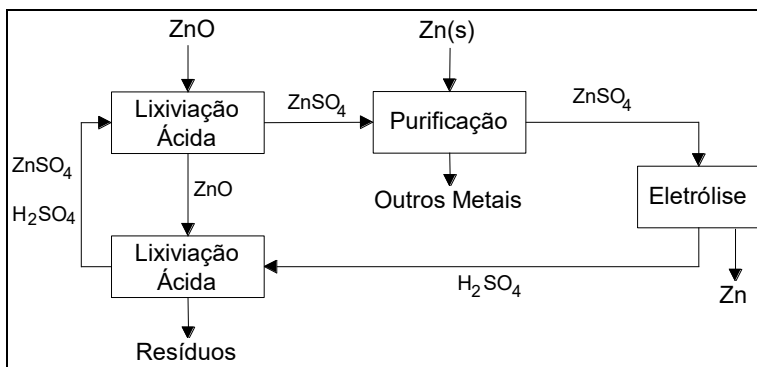 ZnO
Zn(s)
Lixiviação
Ácida
ZnSO4
Purificação
ZnSO4
ZnSO4
H2SO4
ZnO
Outros Metais
Eletrólise
Lixiviação
Ácida
H2SO4
Zn
Resíduos